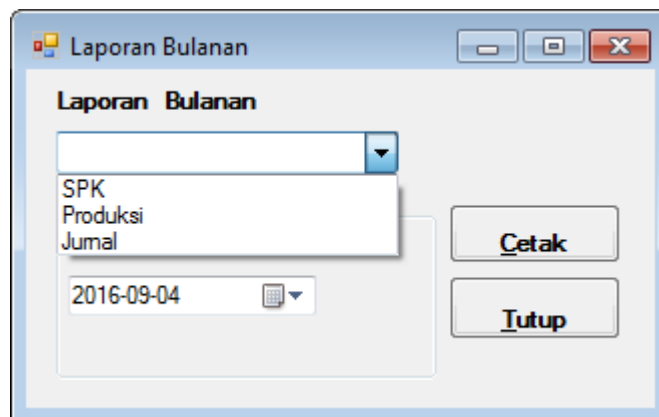 Laporan Bulanan
Laporan Bulanan
SPK
Produksi
Jurnal
Cetak
2016-09-04
Tutup